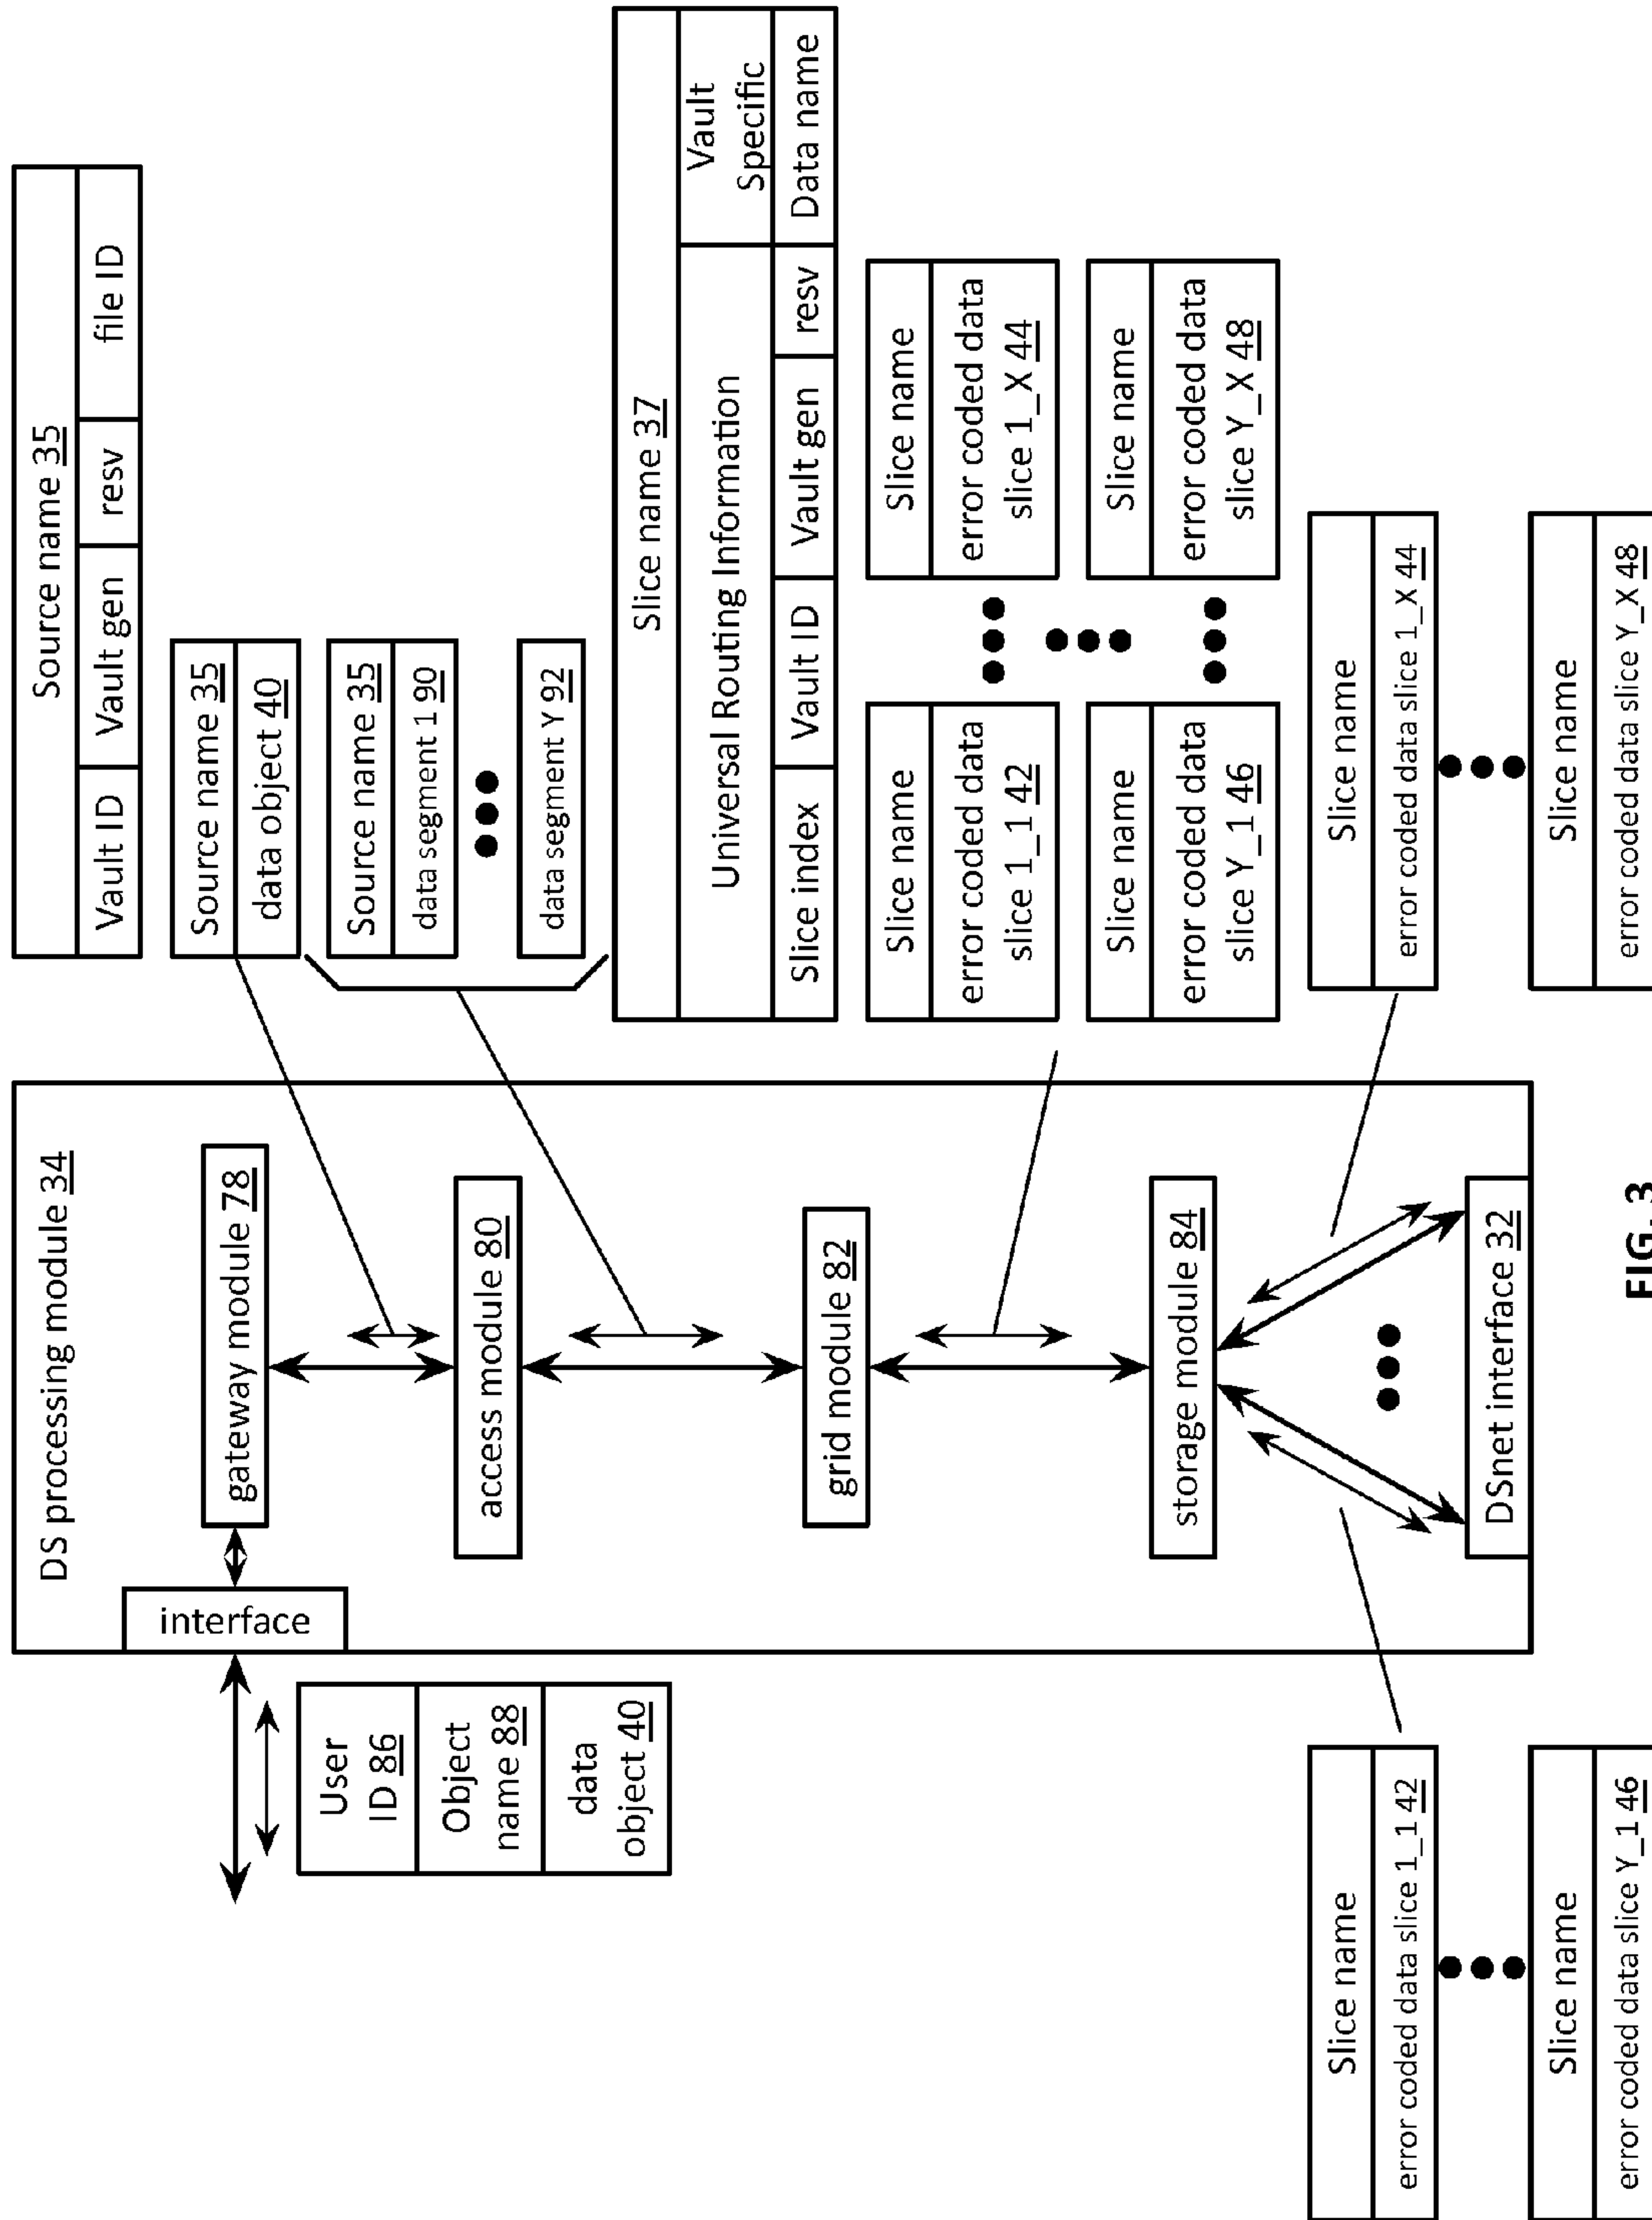 DS processing module 34
interface
gateway module 78
access module 80
grid module 82
storage module 84
DSnet interface 32
User
ID 86
Object
name 88
data
object 40
Source name 35
Vault ID
Vault gen
resv
file ID
Source name 35
data object 40
Source name 35
data segment 1 90
data segment Y 92
Slice name 37
Universal Routing Information
Vault
Specific
Slice index
Vault ID
Vault gen
resv
Data name
Slice name
error coded data
slice 1_1 42
Slice name
error coded data
slice 1_X 44
Slice name
error coded data
slice Y_1 46
Slice name
error coded data
slice Y_X 48
Slice name
error coded data slice 1_1 42
Slice name
error coded data slice Y_1 46
Slice name
error coded data slice 1_X 44
Slice name
error coded data slice Y_X 48
FIG. 3